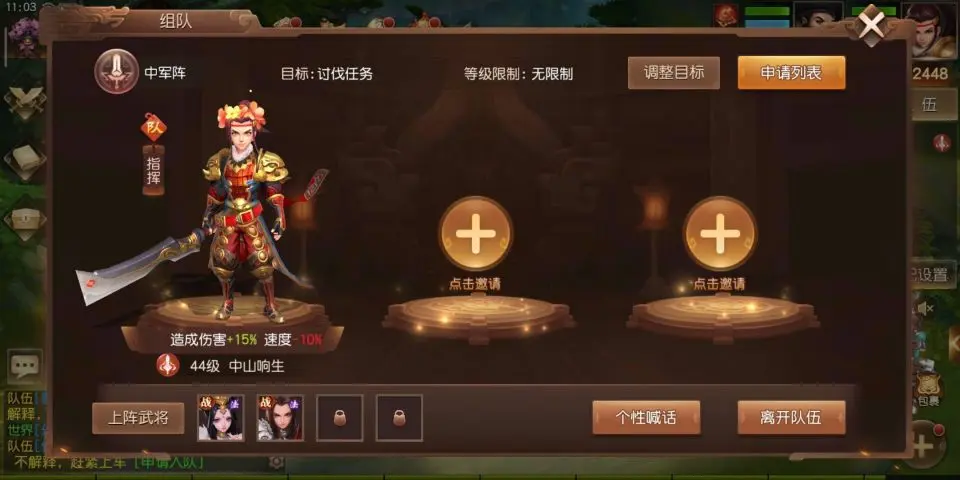 11:03
组队
中军阵
目标:讨伐任务
等级限制:无限制
调整目标
申请列表
2448
伍
队
指挥
点击邀请
点击邀请
设置
造成伤害+15% 速度-10%
44级 中山响生
上阵武将
战
法
战
法
个性喊话
离开队伍
包裹
队伍
解释,
世界
队伍
不解释,赶紧上车[申请入队]